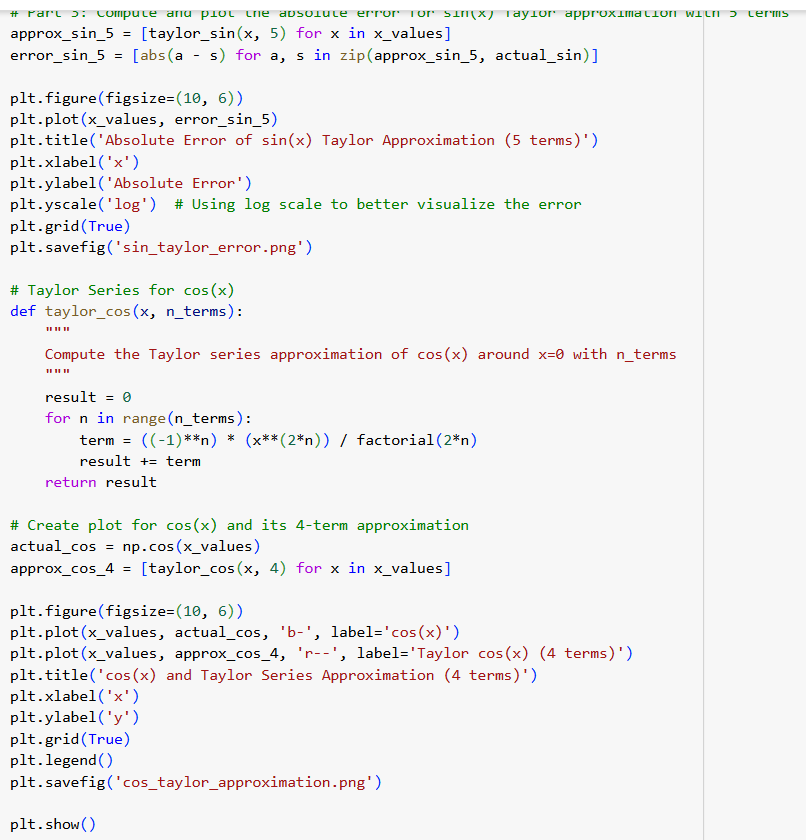 # Part 3: Compute and plot the absolute error for sin(x) Taylor approximation with 5 terms
approx_sin_5 = [taylor_sin(x, 5) for x in x_values]
error_sin_5 = [abs(a - s) for a, s in zip(approx_sin_5, actual_sin)]

plt.figure(figsize=(10, 6))
plt.plot(x_values, error_sin_5)
plt.title('Absolute Error of sin(x) Taylor Approximation (5 terms)')
plt.xlabel('x')
plt.ylabel('Absolute Error')
plt.yscale('log')  # Using log scale to better visualize the error
plt.grid(True)
plt.savefig('sin_taylor_error.png')

# Taylor Series for cos(x)
def taylor_cos(x, n_terms):
    """
    Compute the Taylor series approximation of cos(x) around x=0 with n_terms
    """
    result = 0
    for n in range(n_terms):
        term = ((-1)**n) * (x**(2*n)) / factorial(2*n)
        result += term
    return result

# Create plot for cos(x) and its 4-term approximation
actual_cos = np.cos(x_values)
approx_cos_4 = [taylor_cos(x, 4) for x in x_values]

plt.figure(figsize=(10, 6))
plt.plot(x_values, actual_cos, 'b-', label='cos(x)')
plt.plot(x_values, approx_cos_4, 'r--', label='Taylor cos(x) (4 terms)')
plt.title('cos(x) and Taylor Series Approximation (4 terms)')
plt.xlabel('x')
plt.ylabel('y')
plt.grid(True)
plt.legend()
plt.savefig('cos_taylor_approximation.png')

plt.show()